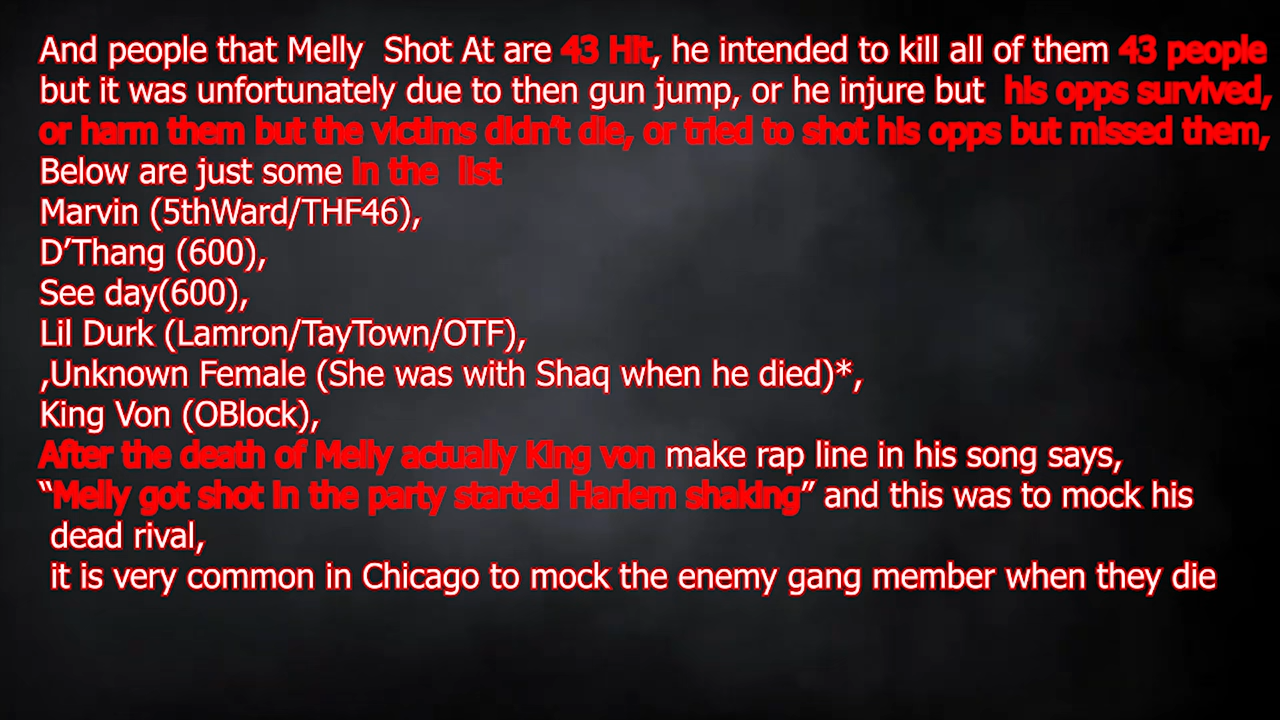 And people that Melly  Shot At are 43 Hit, he intended to kill all of them 43 people
but it was unfortunately due to then gun jump, or he injure but  his opps survived,
or harm them but the victims didn't die, or tried to shot his opps but missed them,
Below are just some in the  list
Marvin (5thWard/THF46),
D'Thang (600),
See day(600),
Lil Durk (Lamron/TayTown/OTF),
,Unknown Female (She was with Shaq when he died)*,
King Von (OBlock),
After the death of Melly actually King von make rap line in his song says,
“Melly got shot in the party started Harlem shaking” and this was to mock his
dead rival,
it is very common in Chicago to mock the enemy gang member when they die